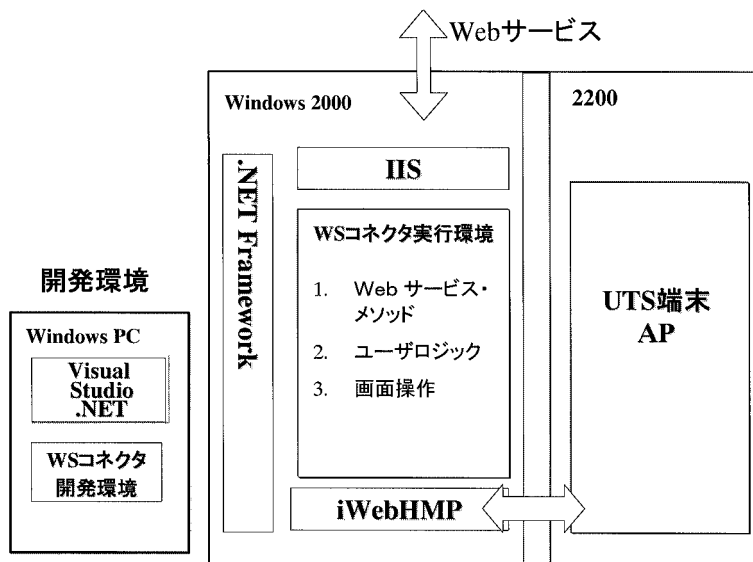 Webサービス
Windows 2000
2200
.NET Framework
IIS
WSコネクタ実行環境
1. Web サービス・
メソッド
2. ユーザロジック
3. 画面操作
iWebHMP
UTS端末
AP
開発環境
Windows PC
Visual
Studio
.NET
WSコネクタ
開発環境